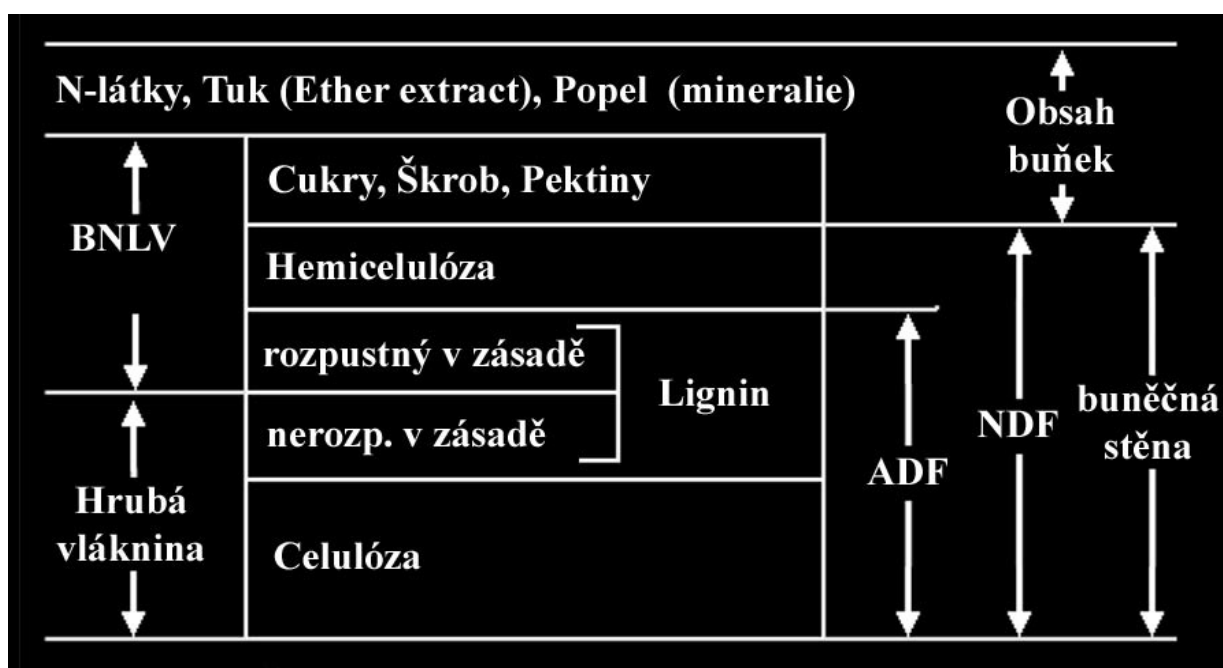 N-látky, Tuk (Ether extract), Popel (mineralie)
Obsah
buňek
Cukry, Škrob, Pektiny
BNLV
Hemicelulóza
rozpustný v zásadě
Lignin
nerozp. v zásadě
Hrubá
vláknina
Celulóza
ADF
NDF
buněčná
stěna